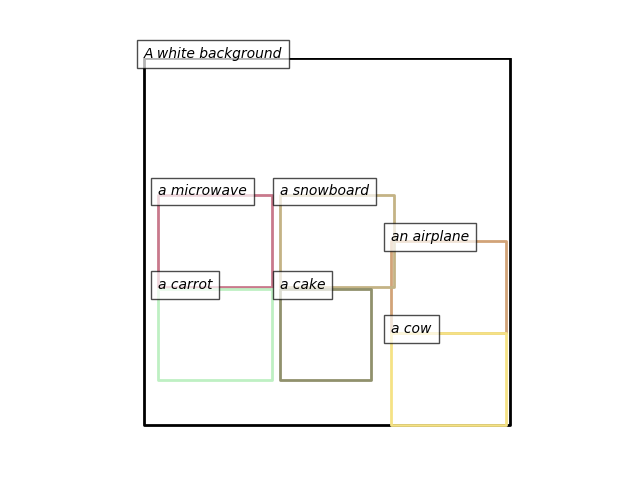 A white background
a microwave
a snowboard
an airplane
a carrot
a cake
a cow